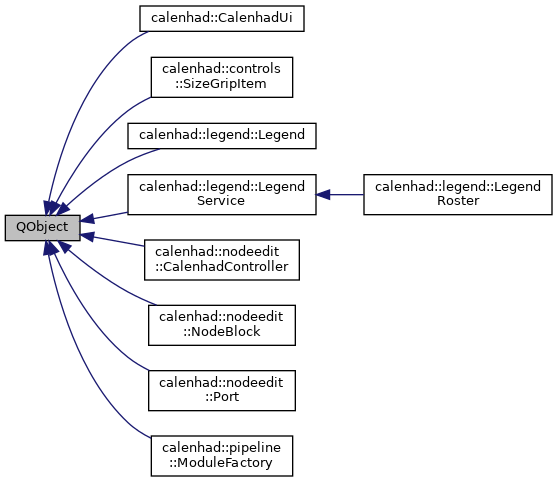 calenhad::CalenhadUi
calenhad::controls
::SizeGripItem
calenhad::legend::Legend
calenhad::legend::Legend
Service
calenhad::legend::Legend
Roster
QObject
calenhad::nodeedit
::CalenhadController
calenhad::nodeedit
::NodeBlock
calenhad::nodeedit
::Port
calenhad::pipeline
::ModuleFactory